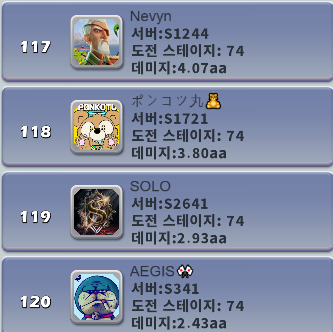 117
Nevyn
서버:S1244
도전 스테이지: 74
데미지:4.07aa
118
PONKOTU
ポンコツ丸🧸
서버:S1721
도전 스테이지: 74
데미지:3.80aa
119
SOLO
서버:S2641
도전 스테이지: 74
데미지:2.93aa
120
AEGIS
서버:S341
도전 스테이지: 74
데미지:2.43aa